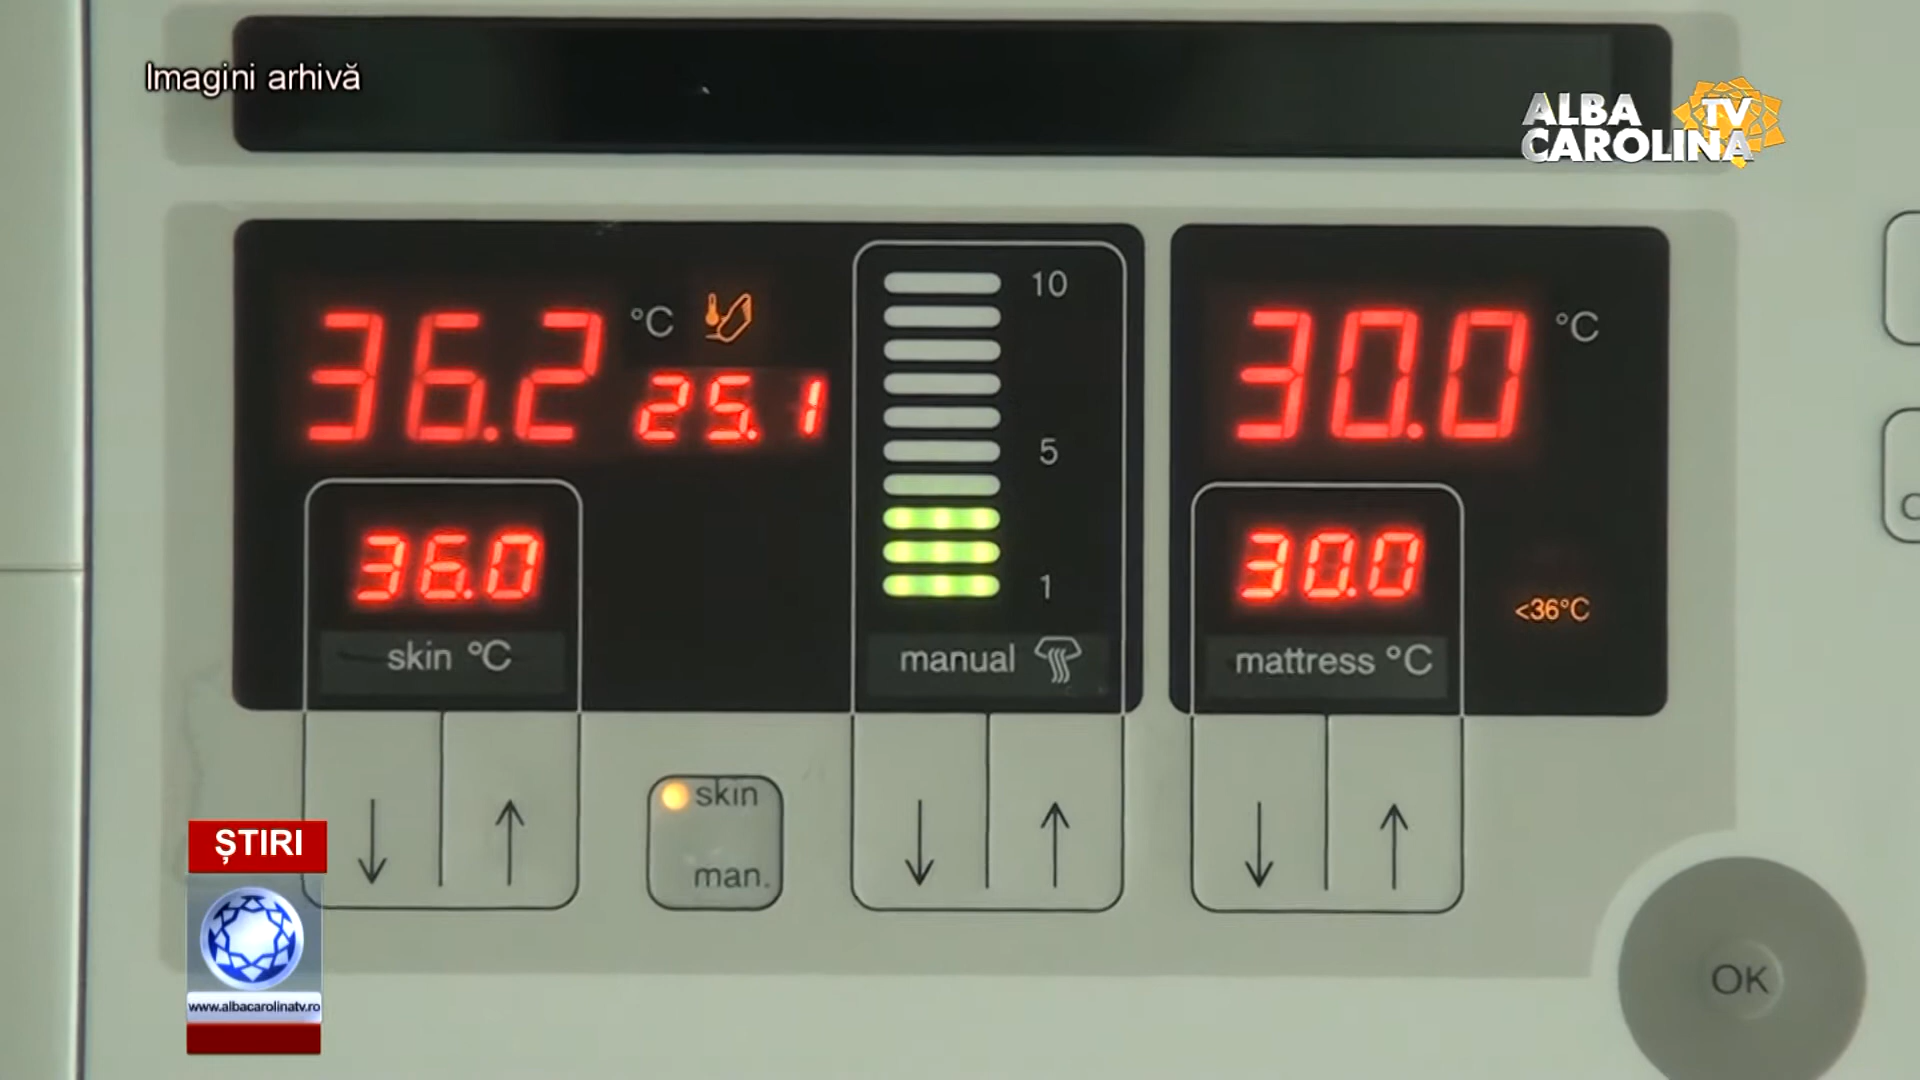 Imagini arhivă
ALBA TV
CAROLINA
36.2 °C
25.1
10
5
1
30.0 °C
36.0
skin °C
manual
30.0
mattress °C
<36°C
skin
man.
OK
ȘTIRI
www.albacarolinatv.ro